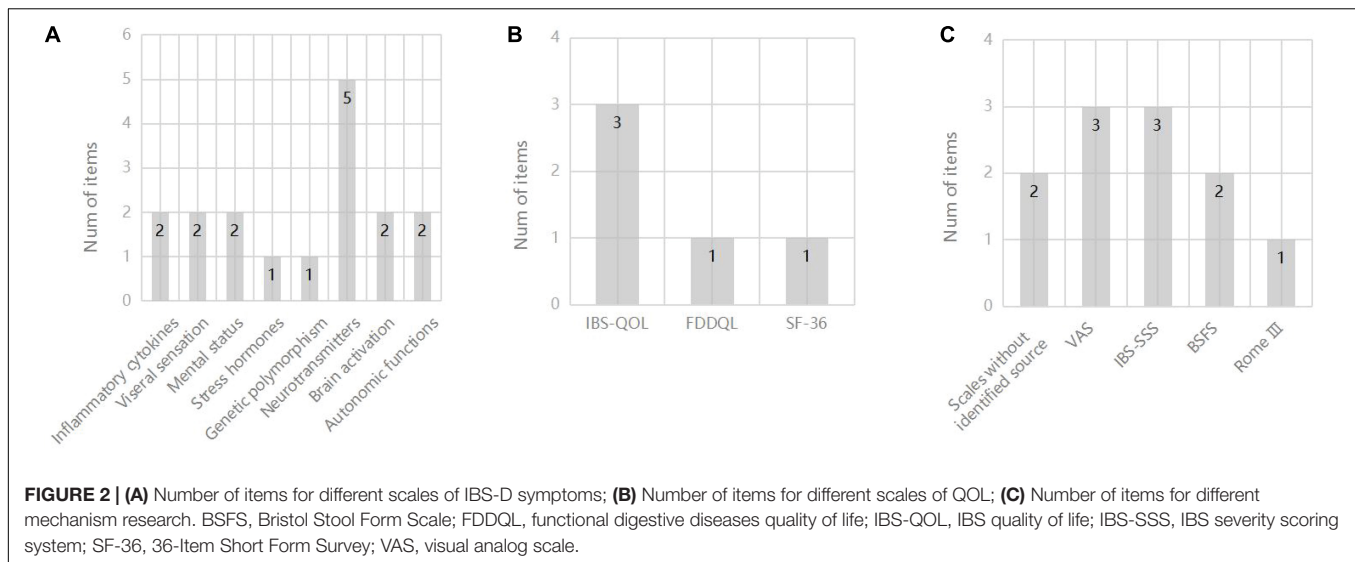 A
6
5
4
3
2
1
0
Num of items
2
2
2
1
1
5
2
2
Inflammatory cytokines
Viseral sensation
Mental status
Stress hormones
Genetic polymorphism
Neurotransmitters
Brain activation
Autonomic functions
B
4
3
2
1
0
Num of items
3
1
1
IBS-QOL
FDDQL
SF-36
C
4
3
2
1
0
Num of items
2
3
3
2
1
Scales without
identified source
VAS
IBS-SSS
BSFS
Rome III
FIGURE 2 | (A) Number of items for different scales of IBS-D symptoms; (B) Number of items for different scales of QOL; (C) Number of items for different
mechanism research. BSFS, Bristol Stool Form Scale; FDDQL, functional digestive diseases quality of life; IBS-QOL, IBS quality of life; IBS-SSS, IBS severity scoring
system; SF-36, 36-Item Short Form Survey; VAS, visual analog scale.